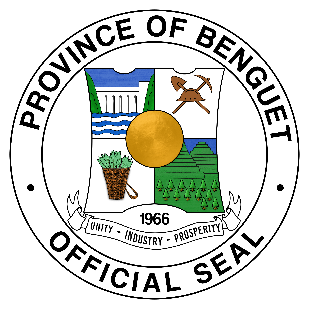 PROVINCE OF BENGUET
1966
UNITY - INDUSTRY - PROSPERITY
OFFICIAL SEAL